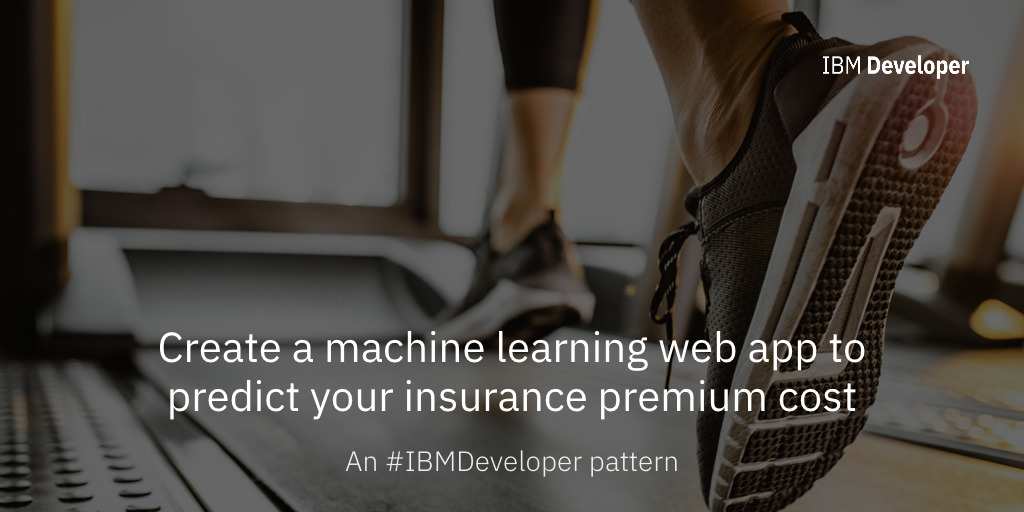 IBM Developer
Create a machine learning web app to
predict your insurance premium cost
An #IBMDeveloper pattern